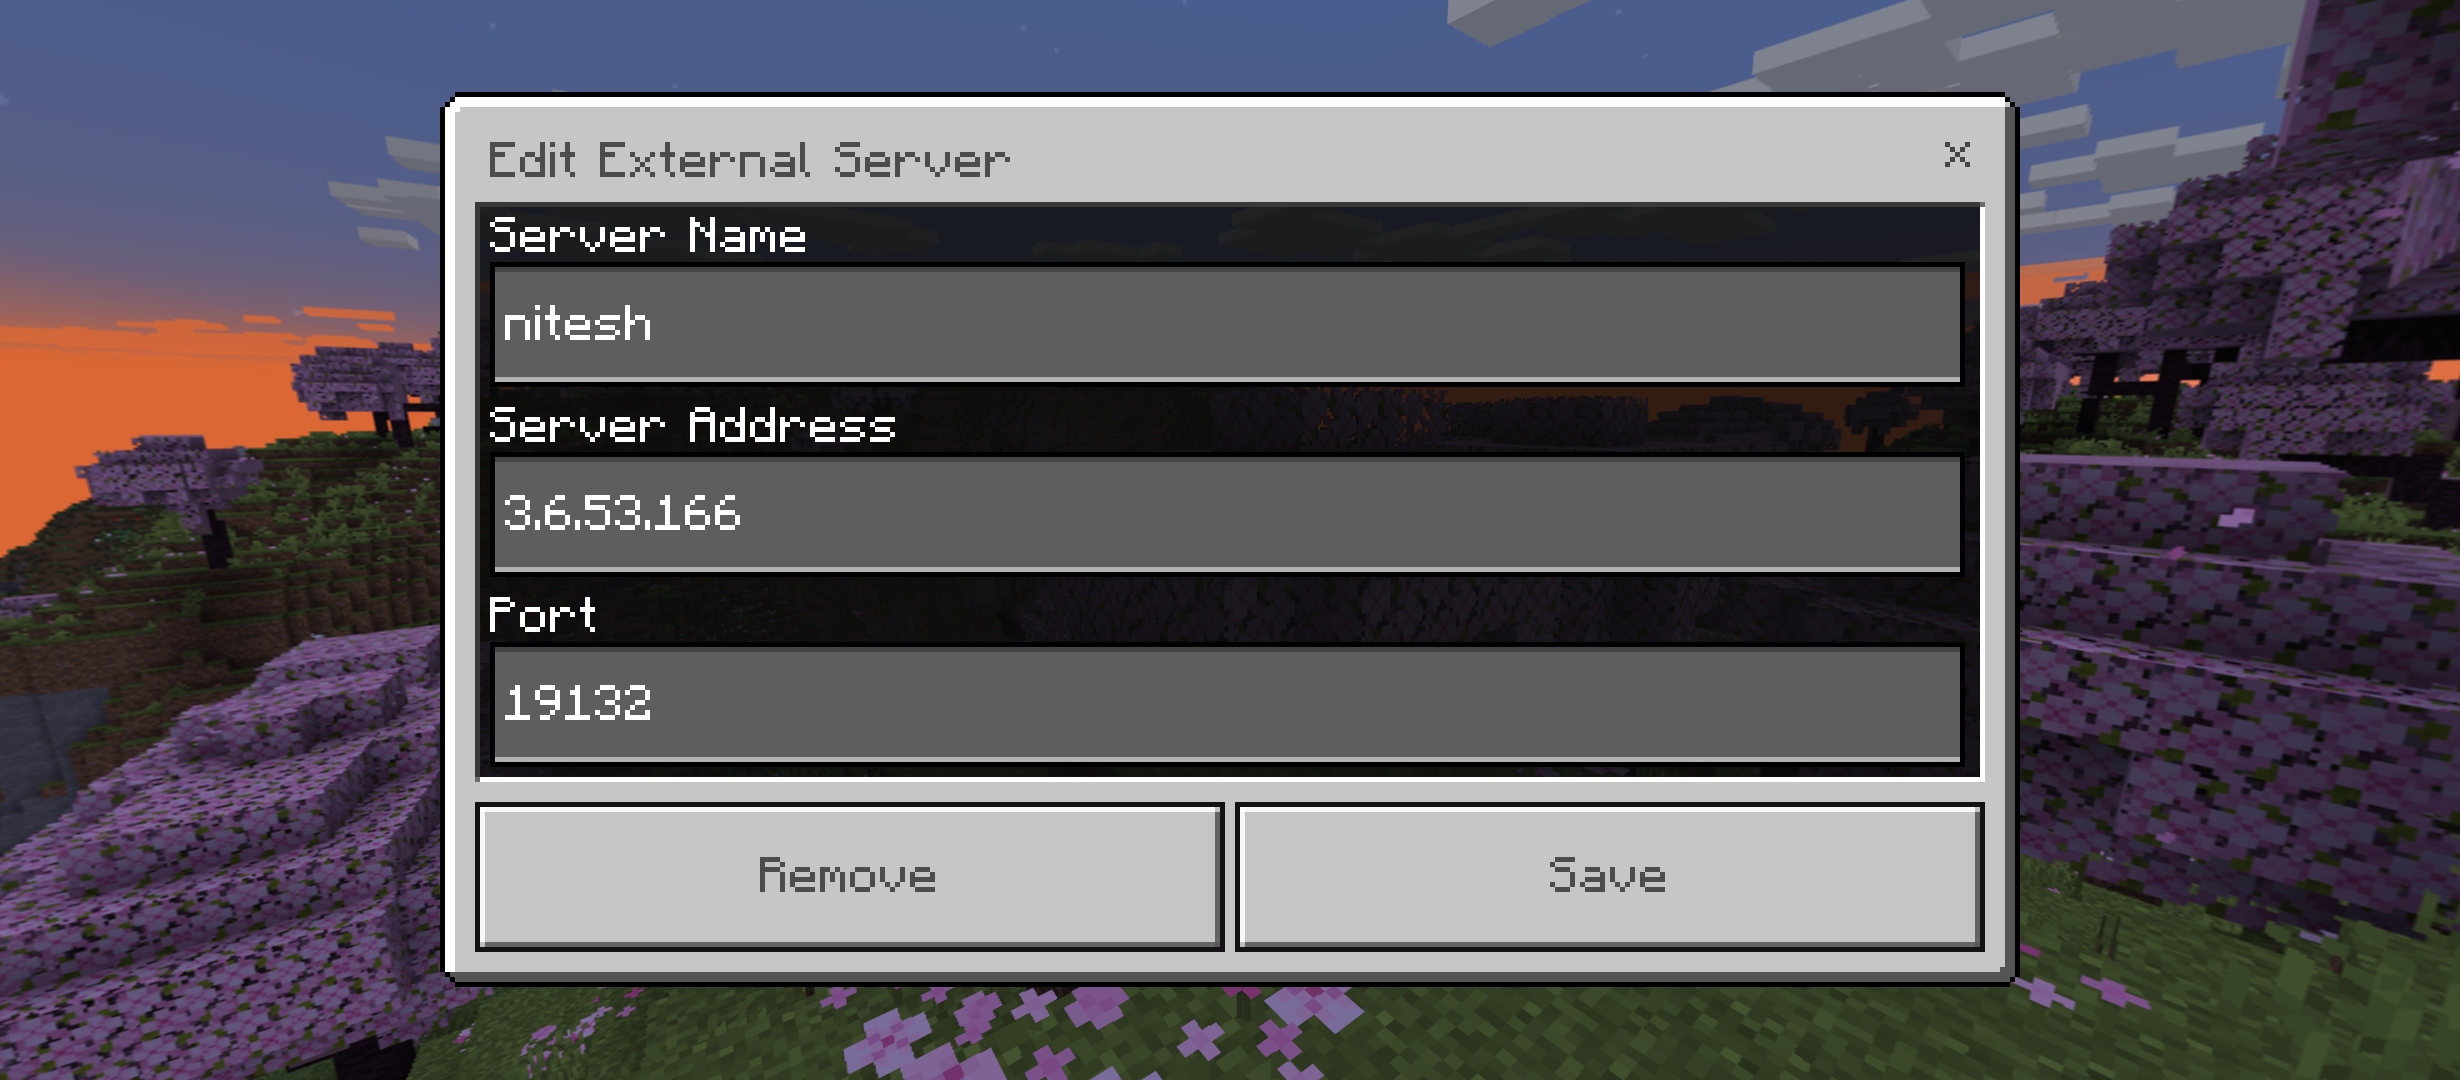 Edit External Server
Server Name
nitesh
Server Address
3.6.53.166
Port
19132
Remove
Save